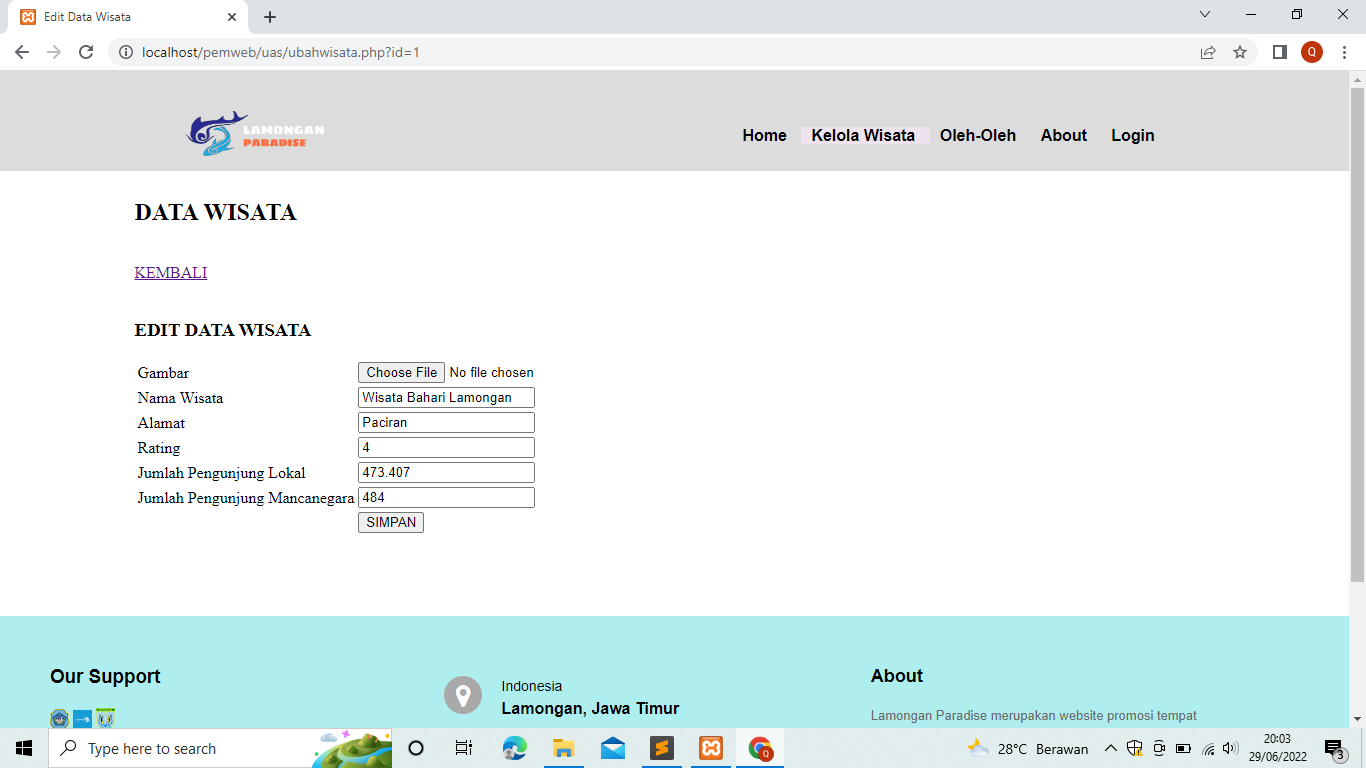 Edit Data Wisata
localhost/pemweb/uas/ubahwisata.php?id=1
Q
LAMONGAN
PARADISE
Home Kelola Wisata Oleh-Oleh About Login
DATA WISATA
KEMBALI
EDIT DATA WISATA
Gambar Choose File No file chosen
Nama Wisata Wisata Bahari Lamongan
Alamat Paciran
Rating 4
Jumlah Pengunjung Lokal 473.407
Jumlah Pengunjung Mancanegara 484
SIMPAN
Our Support
Indonesia
Lamongan, Jawa Timur
About
Lamongan Paradise merupakan website promosi tempat
Type here to search
Q
28°C Berawan
20:03
29/06/2022
3